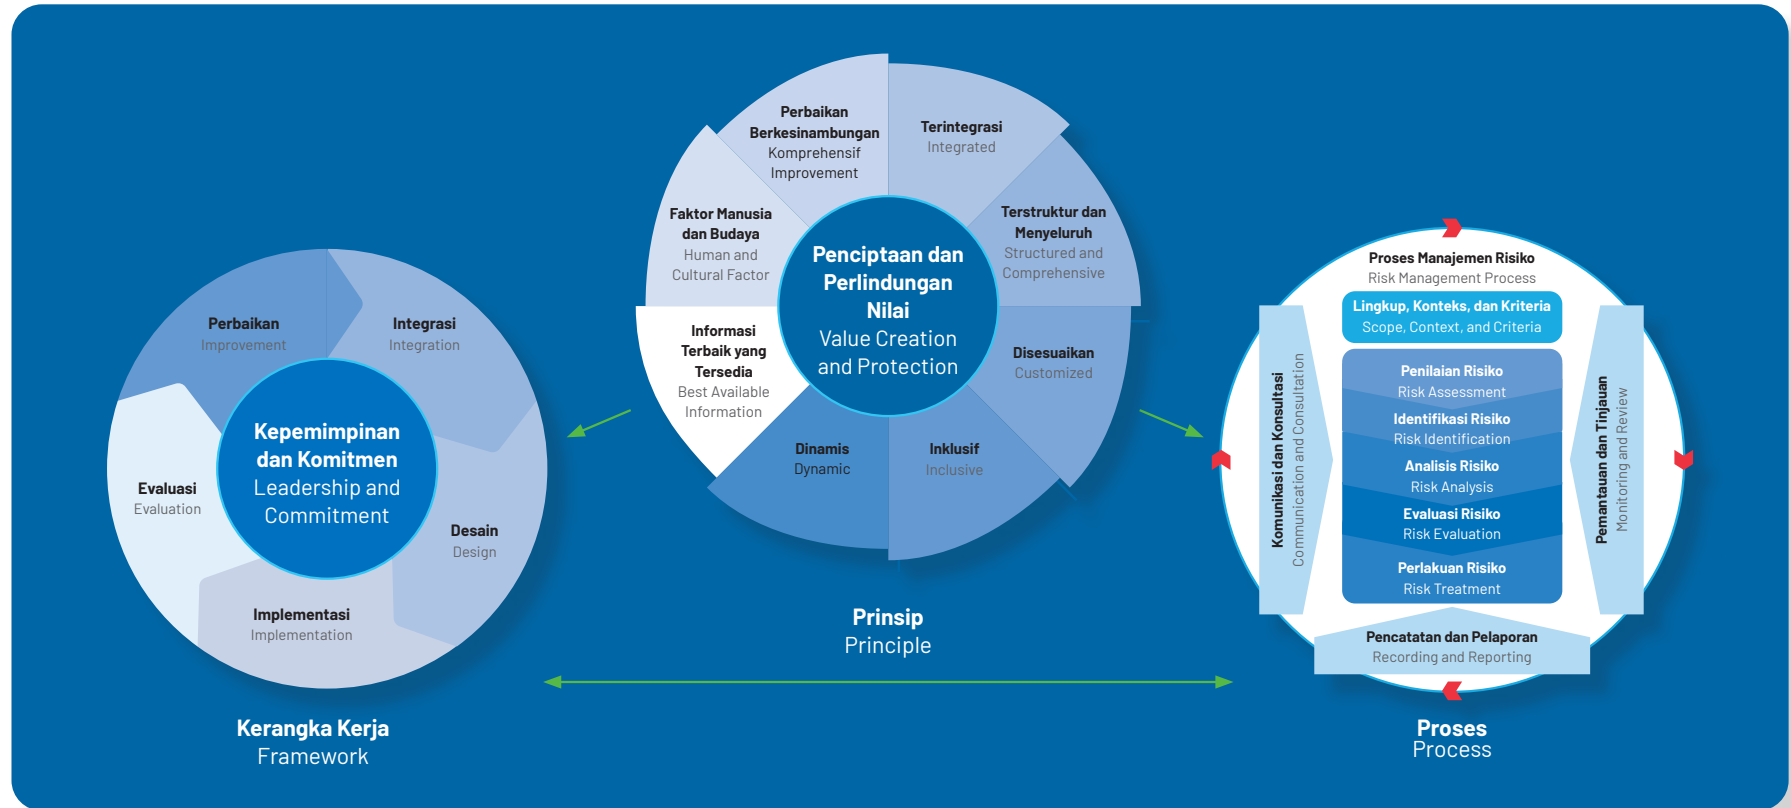 Perbaikan
Improvement
Integrasi
Integration
Desain
Design
Implementasi
Implementation
Evaluasi
Evaluation
Kepemimpinan
dan Komitmen
Leadership and
Commitment
Kerangka Kerja
Framework
Perbaikan
Berkesinambungan
Komprehensif
Improvement
Terintegrasi
Integrated
Terstruktur dan
Menyeluruh
Structured and
Comprehensive
Disesuaikan
Customized
Inklusif
Inclusive
Dinamis
Dynamic
Informasi
Terbaik yang
Tersedia
Best Available
Information
Faktor Manusia
dan Budaya
Human and
Cultural Factor
Penciptaan dan
Perlindungan
Nilai
Value Creation
and Protection
Prinsip
Principle
Proses Manajemen Risiko
Risk Management Process
Lingkup, Konteks, dan Kriteria
Scope, Context, and Criteria
Penilaian Risiko
Risk Assessment
Identifikasi Risiko
Risk Identification
Analisis Risiko
Risk Analysis
Evaluasi Risiko
Risk Evaluation
Perlakuan Risiko
Risk Treatment
Komunikasi dan Konsultasi
Communication and Consultation
Pemantauan dan Tinjauan
Monitoring and Review
Pencatatan dan Pelaporan
Recording and Reporting
Proses
Process